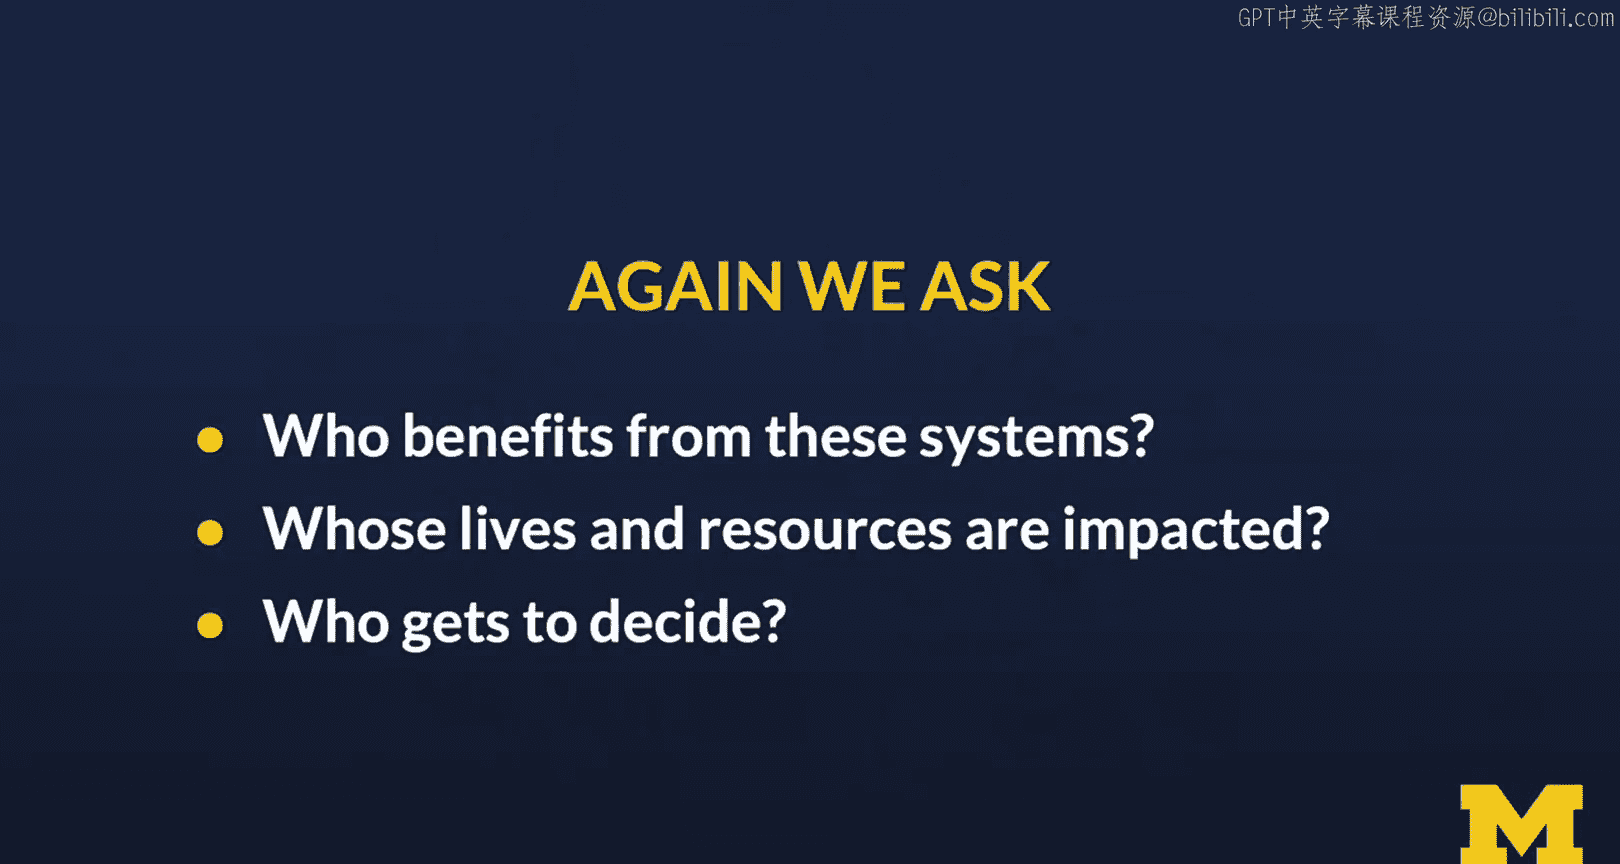 GPT中英字幕课程资源@bilibili.com
AGAIN WE ASK
• Who benefits from these systems?
• Whose lives and resources are impacted?
• Who gets to decide?
M